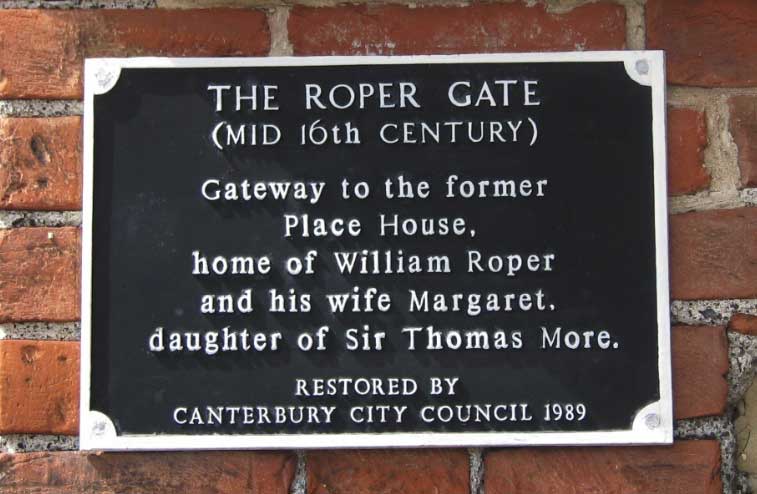 THE ROPER GATE
(MID 16th CENTURY)
Gateway to the former
Place House,
home of William Roper
and his wife Margaret,
daughter of Sir Thomas More.
RESTORED BY
CANTERBURY CITY COUNCIL 1989